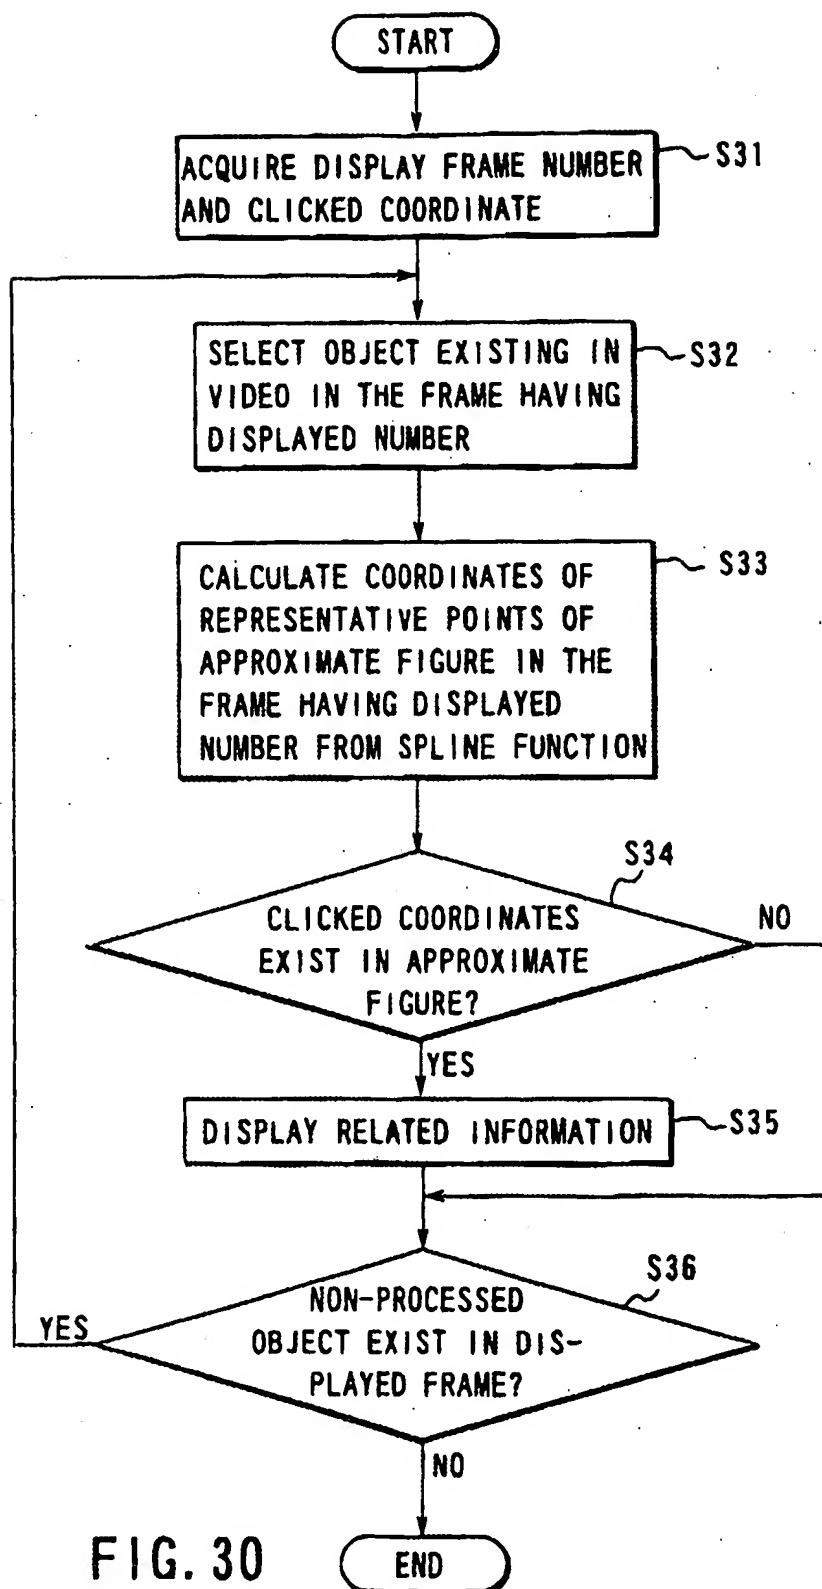 START
ACQUIRE DISPLAY FRAME NUMBER
AND CLICKED COORDINATE
S31
SELECT OBJECT EXISTING IN
VIDEO IN THE FRAME HAVING
DISPLAYED NUMBER
S32
CALCULATE COORDINATES OF
REPRESENTATIVE POINTS OF
APPROXIMATE FIGURE IN THE
FRAME HAVING DISPLAYED
NUMBER FROM SPLINE FUNCTION
S33
S34
CLICKED COORDINATES
EXIST IN APPROXIMATE
FIGURE?
NO
YES
DISPLAY RELATED INFORMATION
S35
S36
NON-PROCESSED
OBJECT EXIST IN DIS-
PLAYED FRAME?
YES
NO
END
FIG. 30